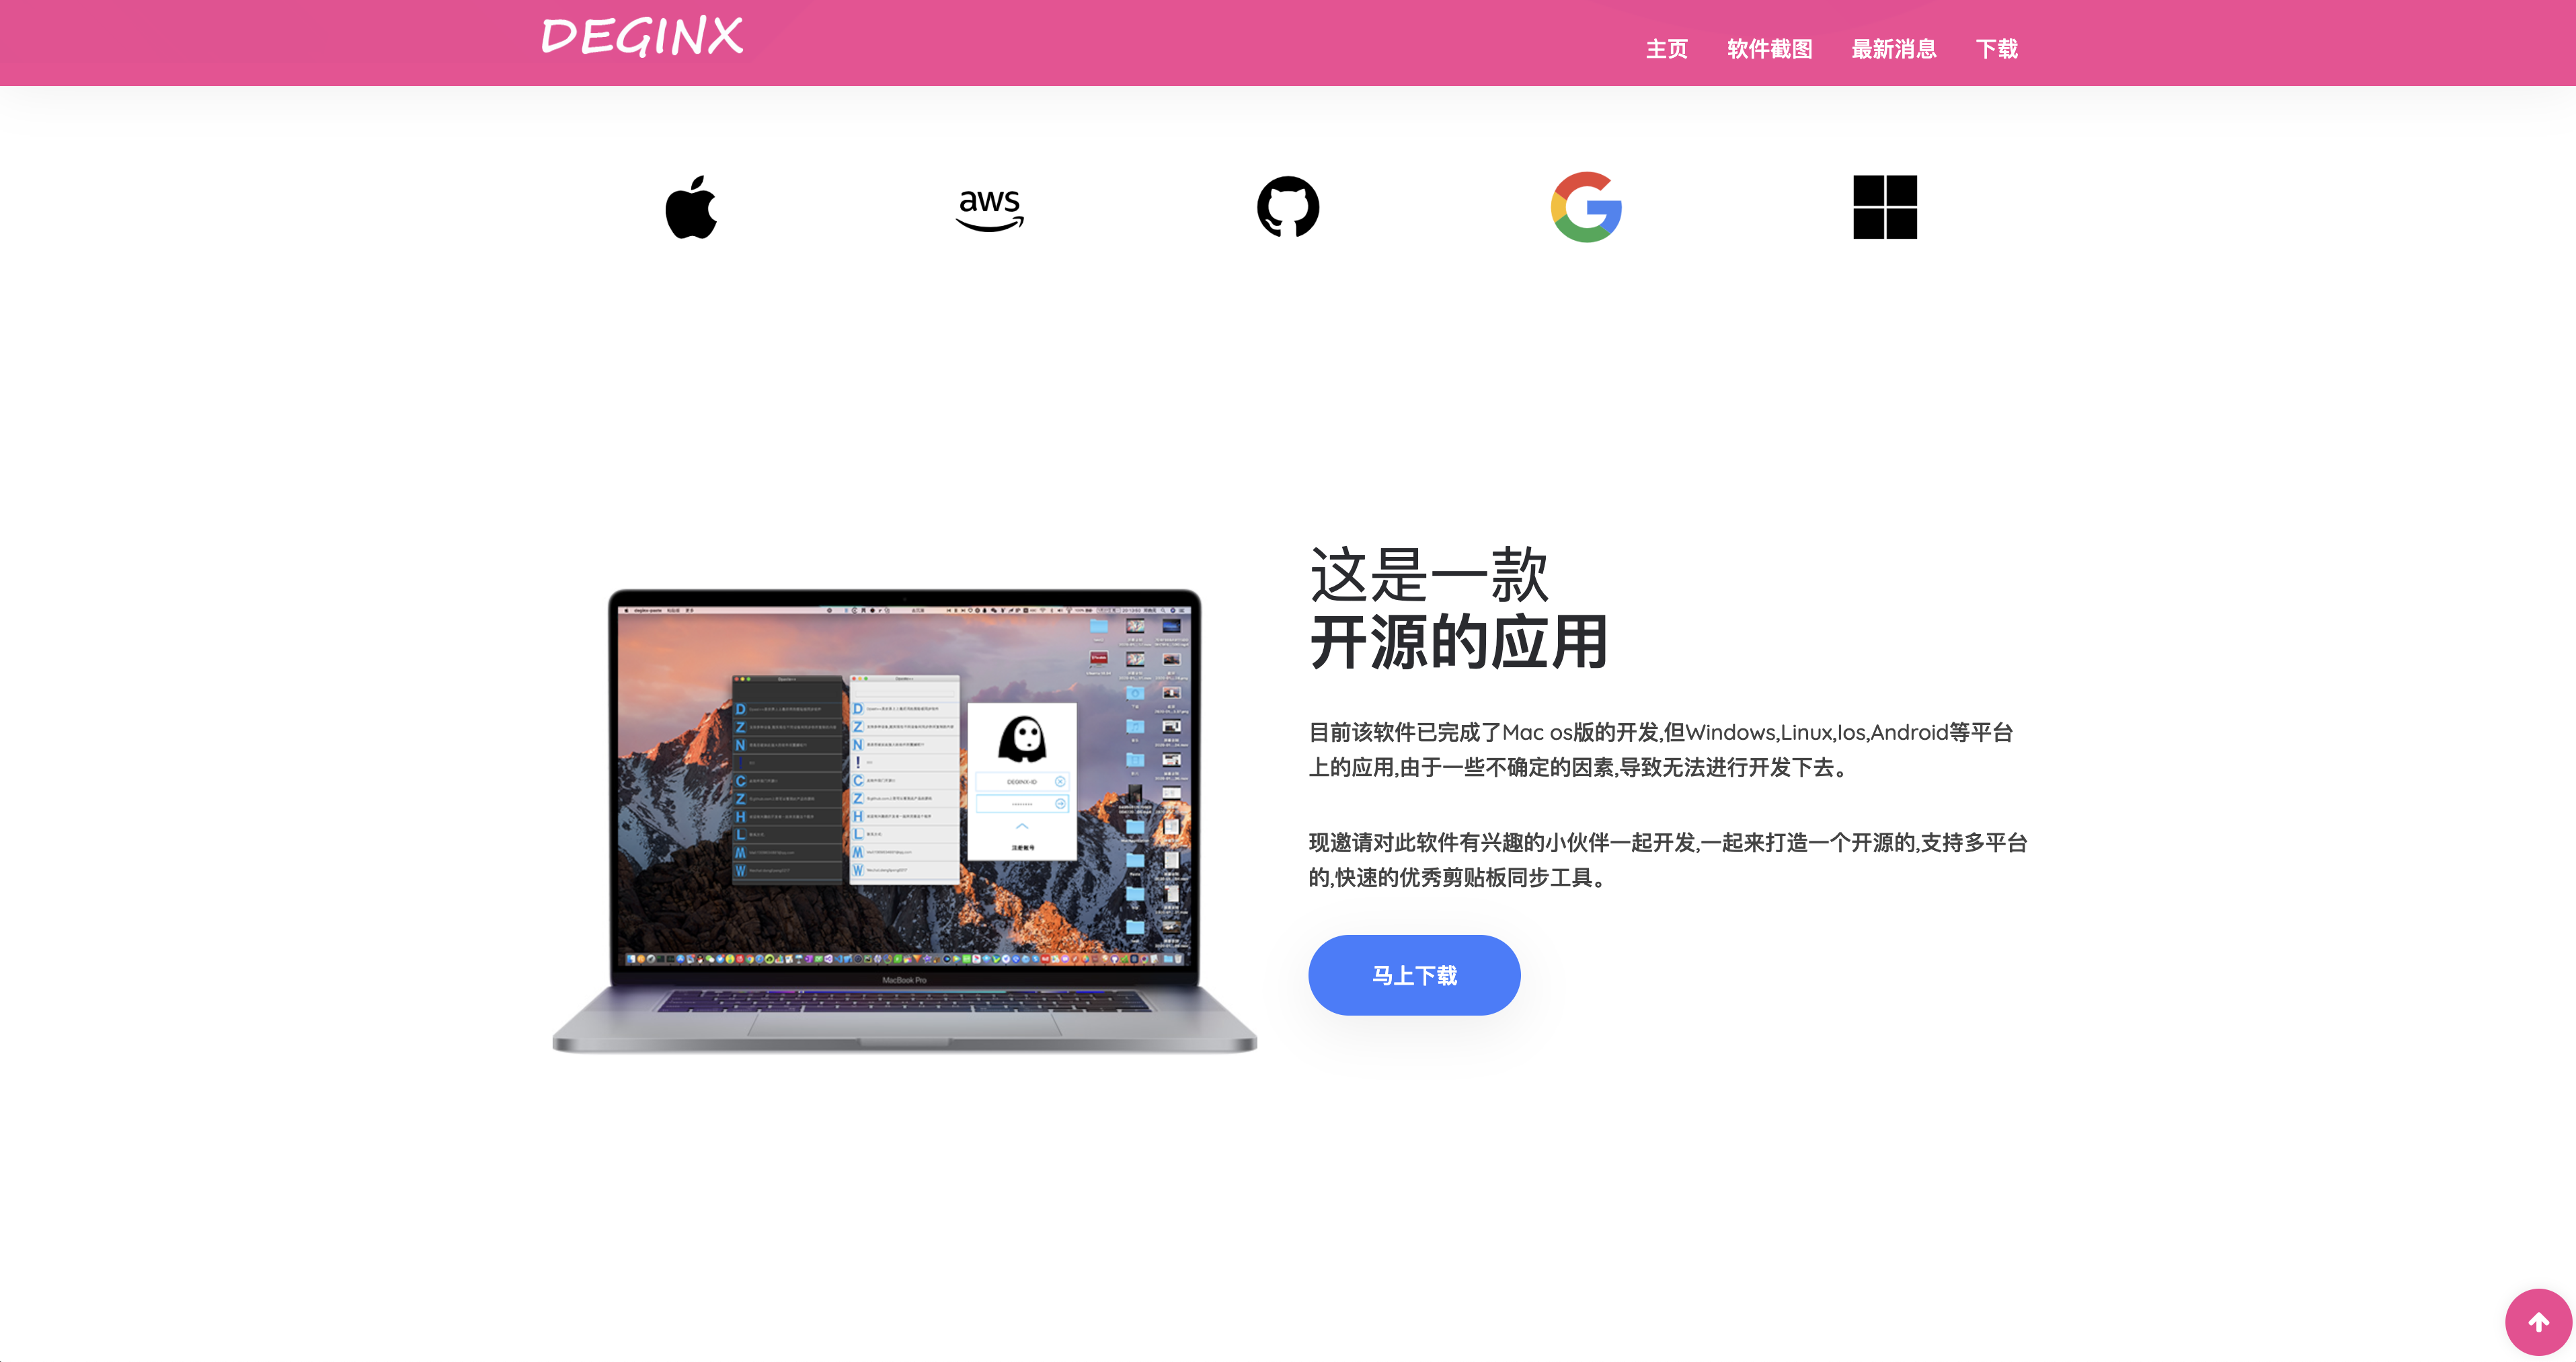 DEGINX
主页 软件截图 最新消息 下载
aws
这是一款
开源的应用
目前该软件已完成了Mac os版的开发,但Windows,Linux,Ios,Android等平台
上的应用,由于一些不确定的因素,导致无法进行开发下去。
现邀请对此软件有兴趣的小伙伴一起开发,一起来打造一个开源的,支持多平台
的,快速的优秀剪贴板同步工具。
马上下载
D
Z
N
!
C
Z
H
L
M
W
D
Z
N
!
C
Z
H
L
M
W
DEGINX-ID
注册账号
MacBook Pro